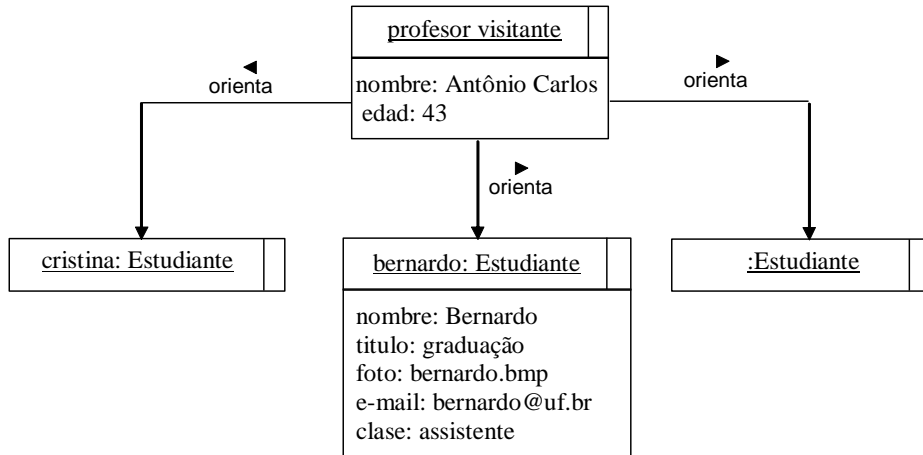 profesor visitante
nombre: Antônio Carlos
edad: 43
orienta
orienta
orienta
cristina: Estudiante
bernardo: Estudiante
:Estudiante
nombre: Bernardo
titulo: graduação
foto: bernardo.bmp
e-mail: bernardo@uf.br
clase: assistente